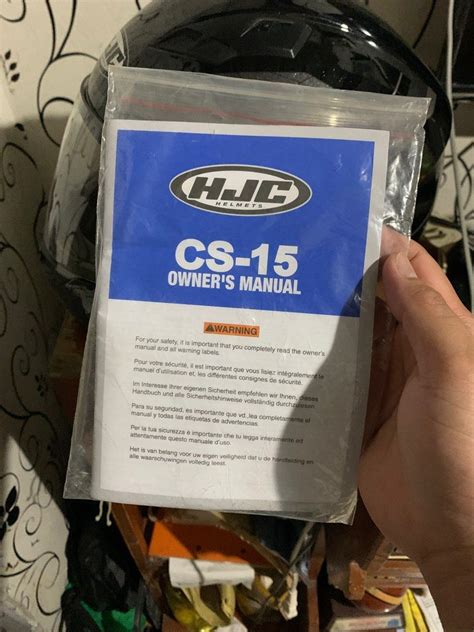 HJC
HJC
HELMETS
CS-15
OWNER'S MANUAL
WARNING
For your safety, it is important that you completely read the owner's
manual and all warning labels.
Pour votre sécurité, il est important que vous lisiez intégralement le
manuel d'utilisation et, les différentes consignes de sécurité.
Im Interesse Ihrer eigenen Sicherheit empfehlen wir Ihnen, dieses
Handbuch und alle Sicherheitshinweise vollständig durchzulesen
Para su seguridad, es importante que vd..lea completamente el
manual y todas las etiquetas de advertencias.
Per la tua sicurezza è importante che tu legga interamente ed
attentamente questo manuale d'uso.
Het is van belang voor uw eigen veiligheid dat u de handleiding en
alle waarschuwingen volledig leest.